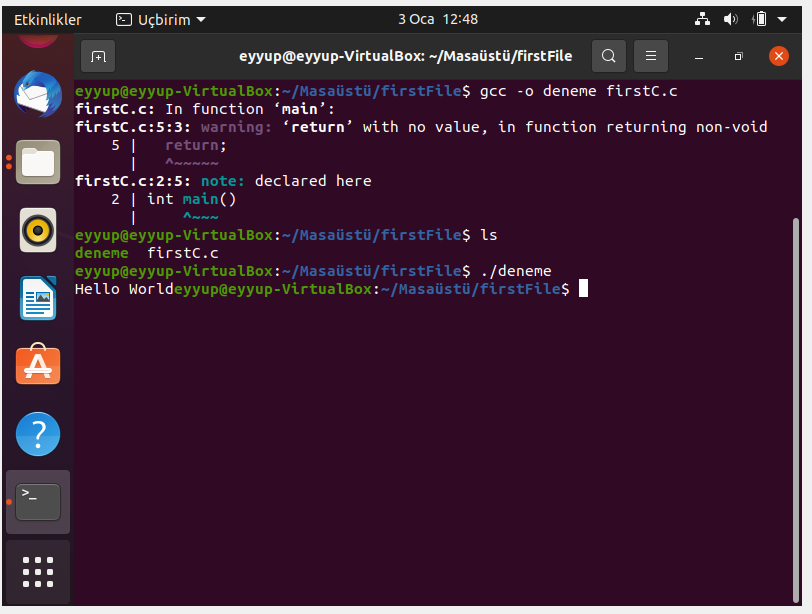 Etkinlikler Uçbirim 3 Oca 12:48
eyyup@eyyup-VirtualBox: ~/Masaüstü/firstFile
eyyup@eyyup-VirtualBox:~/Masaüstü/firstFile$ gcc -o deneme firstC.c
firstC.c: In function ‘main’:
firstC.c:5:3: warning: ‘return’ with no value, in function returning non-void
    5 |   return;
      |   ^~~~~~
firstC.c:2:5: note: declared here
    2 | int main()
      |     ^~~~
eyyup@eyyup-VirtualBox:~/Masaüstü/firstFile$ ls
deneme  firstC.c
eyyup@eyyup-VirtualBox:~/Masaüstü/firstFile$ ./deneme
Hello Worldeyyup@eyyup-VirtualBox:~/Masaüstü/firstFile$